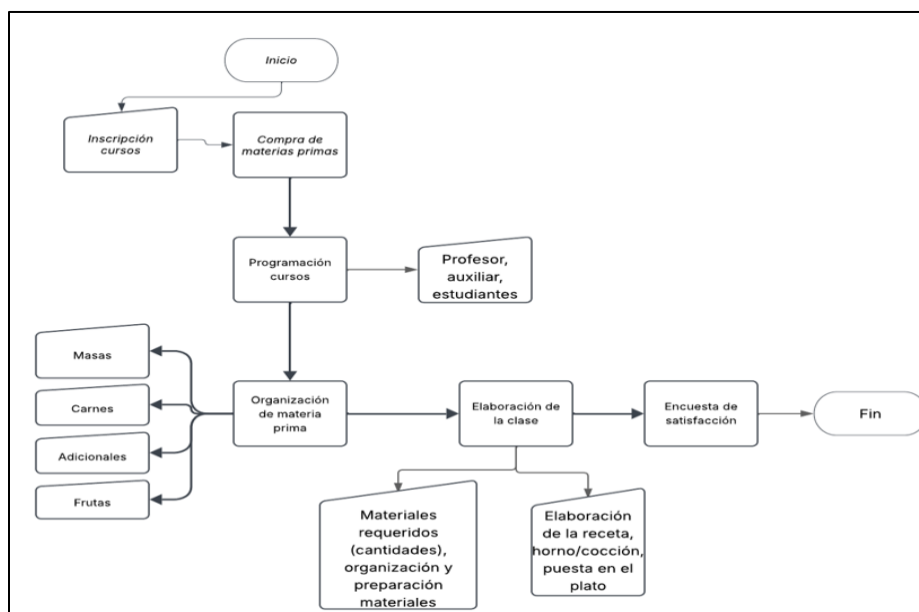 Inicio
Inscripción
cursos
Compra de
materias primas
Programación
cursos
Profesor,
auxiliar,
estudiantes
Masas
Carnes
Adicionales
Frutas
Organización
de materia
prima
Elaboración de
la clase
Encuesta de
satisfacción
Fin
Materiales
requeridos
(cantidades),
organización y
preparación
materiales
Elaboración
de la receta,
horno/cocción,
puesta en el
plato